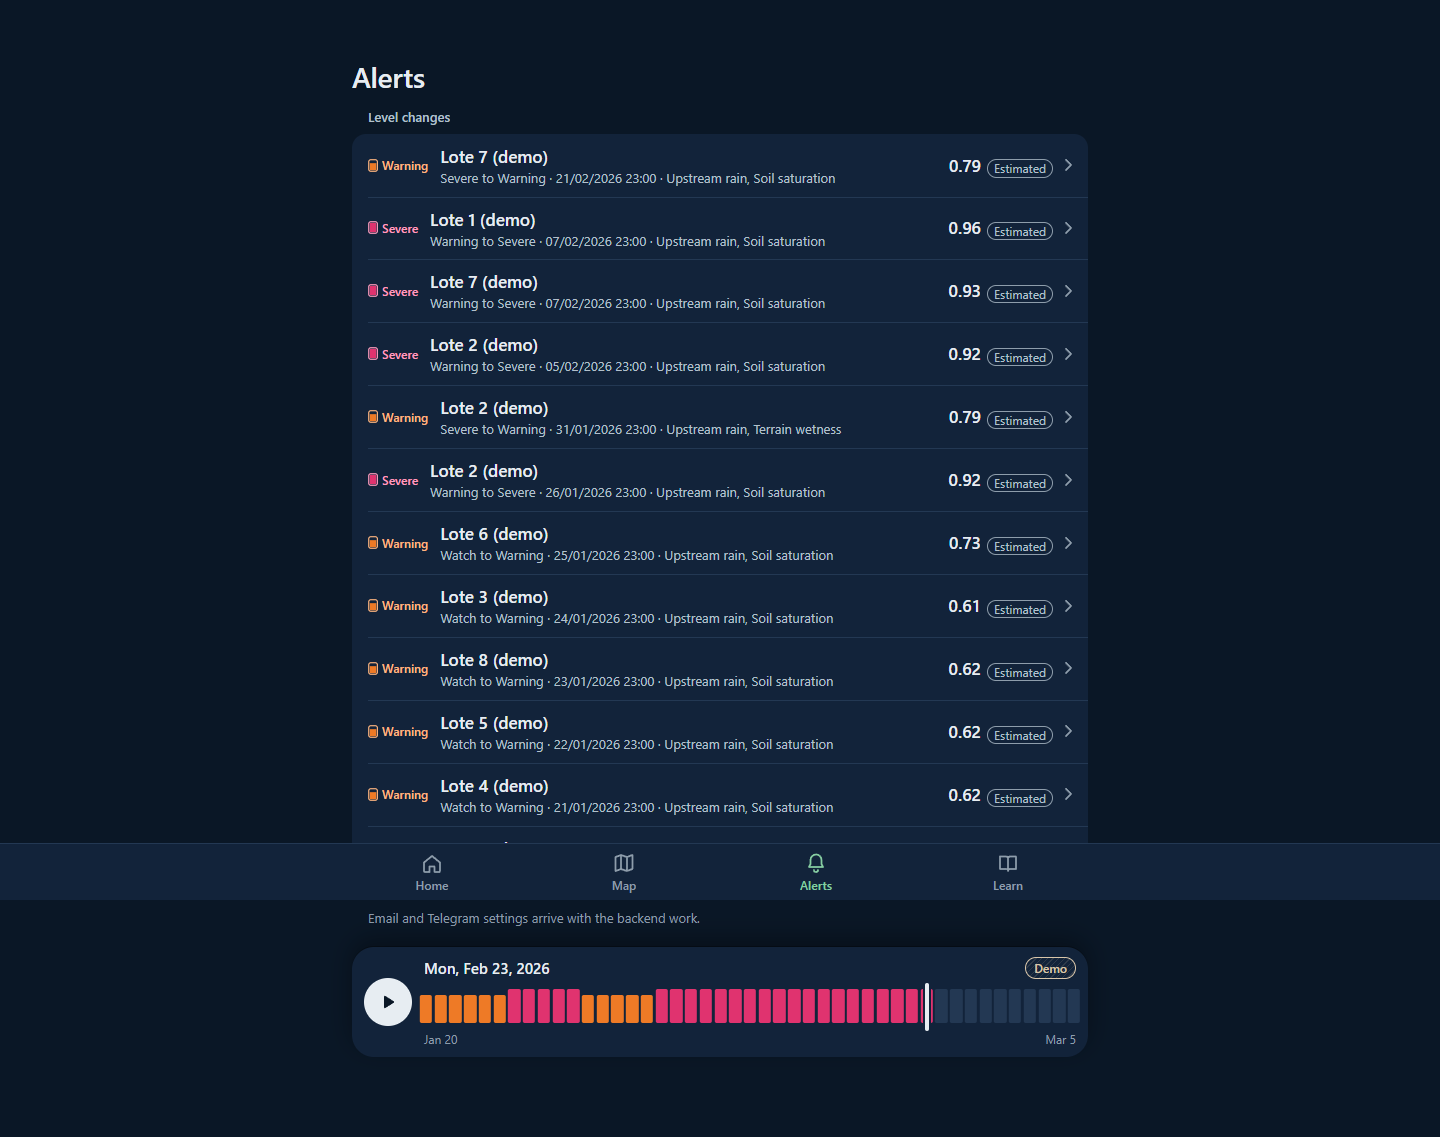 Alerts
Level changes
Warning
Lote 7 (demo)
Severe to Warning · 21/02/2026 23:00 · Upstream rain, Soil saturation
0.79 Estimated
Severe
Lote 1 (demo)
Warning to Severe · 07/02/2026 23:00 · Upstream rain, Soil saturation
0.96 Estimated
Severe
Lote 7 (demo)
Warning to Severe · 07/02/2026 23:00 · Upstream rain, Soil saturation
0.93 Estimated
Severe
Lote 2 (demo)
Warning to Severe · 05/02/2026 23:00 · Upstream rain, Soil saturation
0.92 Estimated
Warning
Lote 2 (demo)
Severe to Warning · 31/01/2026 23:00 · Upstream rain, Terrain wetness
0.79 Estimated
Severe
Lote 2 (demo)
Warning to Severe · 26/01/2026 23:00 · Upstream rain, Soil saturation
0.92 Estimated
Warning
Lote 6 (demo)
Watch to Warning · 25/01/2026 23:00 · Upstream rain, Soil saturation
0.73 Estimated
Warning
Lote 3 (demo)
Watch to Warning · 24/01/2026 23:00 · Upstream rain, Soil saturation
0.61 Estimated
Warning
Lote 8 (demo)
Watch to Warning · 23/01/2026 23:00 · Upstream rain, Soil saturation
0.62 Estimated
Warning
Lote 5 (demo)
Watch to Warning · 22/01/2026 23:00 · Upstream rain, Soil saturation
0.62 Estimated
Warning
Lote 4 (demo)
Watch to Warning · 21/01/2026 23:00 · Upstream rain, Soil saturation
0.62 Estimated
Home
Map
Alerts
Learn
Email and Telegram settings arrive with the backend work.
Mon, Feb 23, 2026
Demo
Jan 20
Mar 5